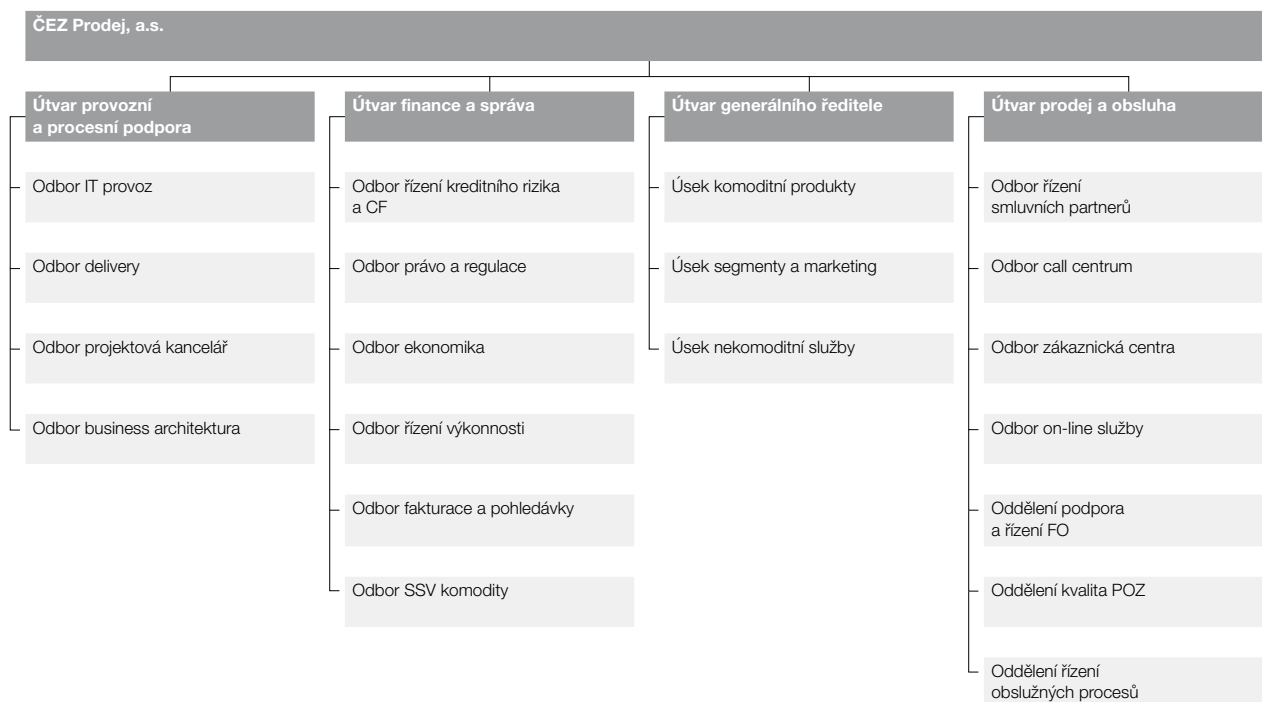 ČEZ Prodej, a.s.
Útvar provozní
a procesní podpora
Odbor IT provoz
Odbor delivery
Odbor projektová kancelář
Odbor business architektura
Útvar finance a správa
Odbor řízení kreditního rizika
a CF
Odbor právo a regulace
Odbor ekonomika
Odbor řízení výkonnosti
Odbor fakturace a pohledávky
Odbor SSV komodity
Útvar generálního ředitele
Úsek komoditní produkty
Úsek segmenty a marketing
Úsek nekomoditní služby
Útvar prodej a obsluha
Odbor řízení
smluvních partnerů
Odbor call centrum
Odbor zákaznická centra
Odbor on-line služby
Oddělení podpora
a řízení FO
Oddělení kvalita POZ
Oddělení řízení
obslužných procesů